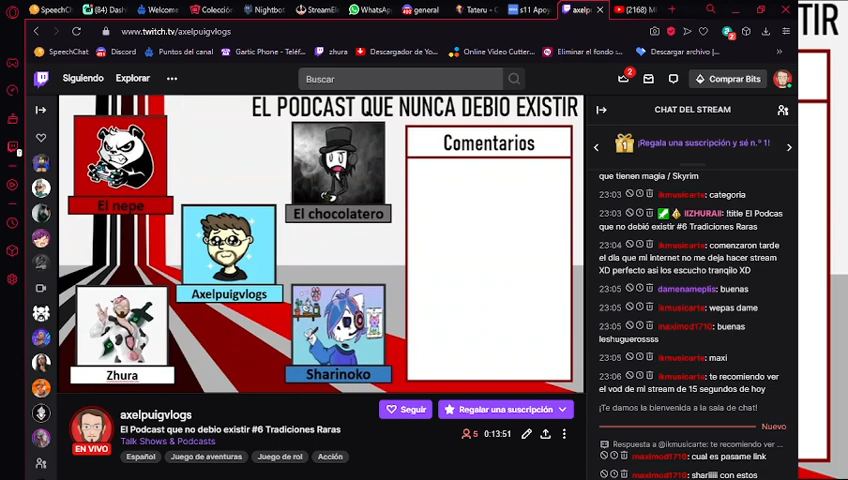 (84) Dash
Welcome
Colecció
Nightbot
StreamEle
WhatsApp
general
Tateru - C
s11 Apoy
axelpuigv
(2168) M
www.twitch.tv/axelpuigvlogs
SpeechChat
Discord
Puntos del canal
Gartic Phone - Teléf...
zhura
Descargador de Yo...
Online Video Cutter...
Eliminar el fondo :...
Descargar archivo |...
Siguiendo
Explorar
Buscar
2
Comprar Bits
EL PODCAST QUE NUNCA DEBIO EXISTIR
TIR
El nepe
El chocolatero
Axelpuigvlogs
Zhura
Sharinoko
Comentarios
CHAT DEL STREAM
1
¡Regala una suscripción y sé n.º 1!
que tienen magia / Skyrim
23:03 ikmusicarte: categoria
23:03 IIZHURAII: !title El Podcas
que no debió existir #6 Tradiciones Raras
23:04 ikmusicarte: comenzaron tarde
el dia que mi internet no me deja hacer stream
XD perfecto asi los escucho tranqilo XD
23:05 damenameplis: buenas
23:05 ikmusicarte: wepas dame
23:05 maximod1710: buenas
leshuguerossss
23:05 ikmusicarte: maxi
23:06 ikmusicarte: te recomiendo ver
el vod de mi stream de 15 segundos de hoy
¡Te damos la bienvenida a la sala de chat!
Nuevo
Respuesta a @ikmusicarte: te recomiendo ver ...
maximod1710: cual es pasame link
maximod1710: shariiiii con estos
axelpuigvlogs
El Podcast que no debio existir #6 Tradiciones Raras
Talk Shows & Podcasts
EN VIVO
Español
Juego de aventuras
Juego de rol
Acción
Seguir
Regalar una suscripción
5
0:13:51